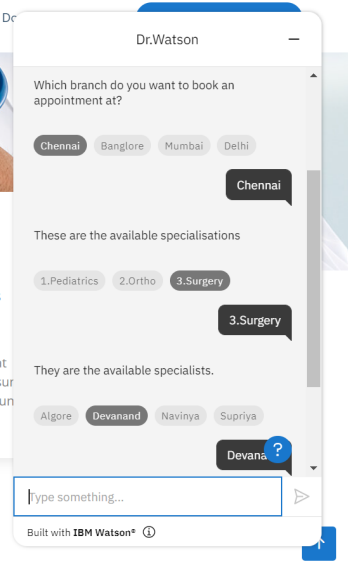 Do
Dr.Watson
Which branch do you want to book an
appointment at?
Chennai Banglore Mumbai Delhi
Chennai
These are the available specialisations
1.Pediatrics 2.Ortho 3.Surgery
3.Surgery
They are the available specialists.
Algore Devanand Navinya Supriya
Devana
?
Type something...
Built with IBM Watson®